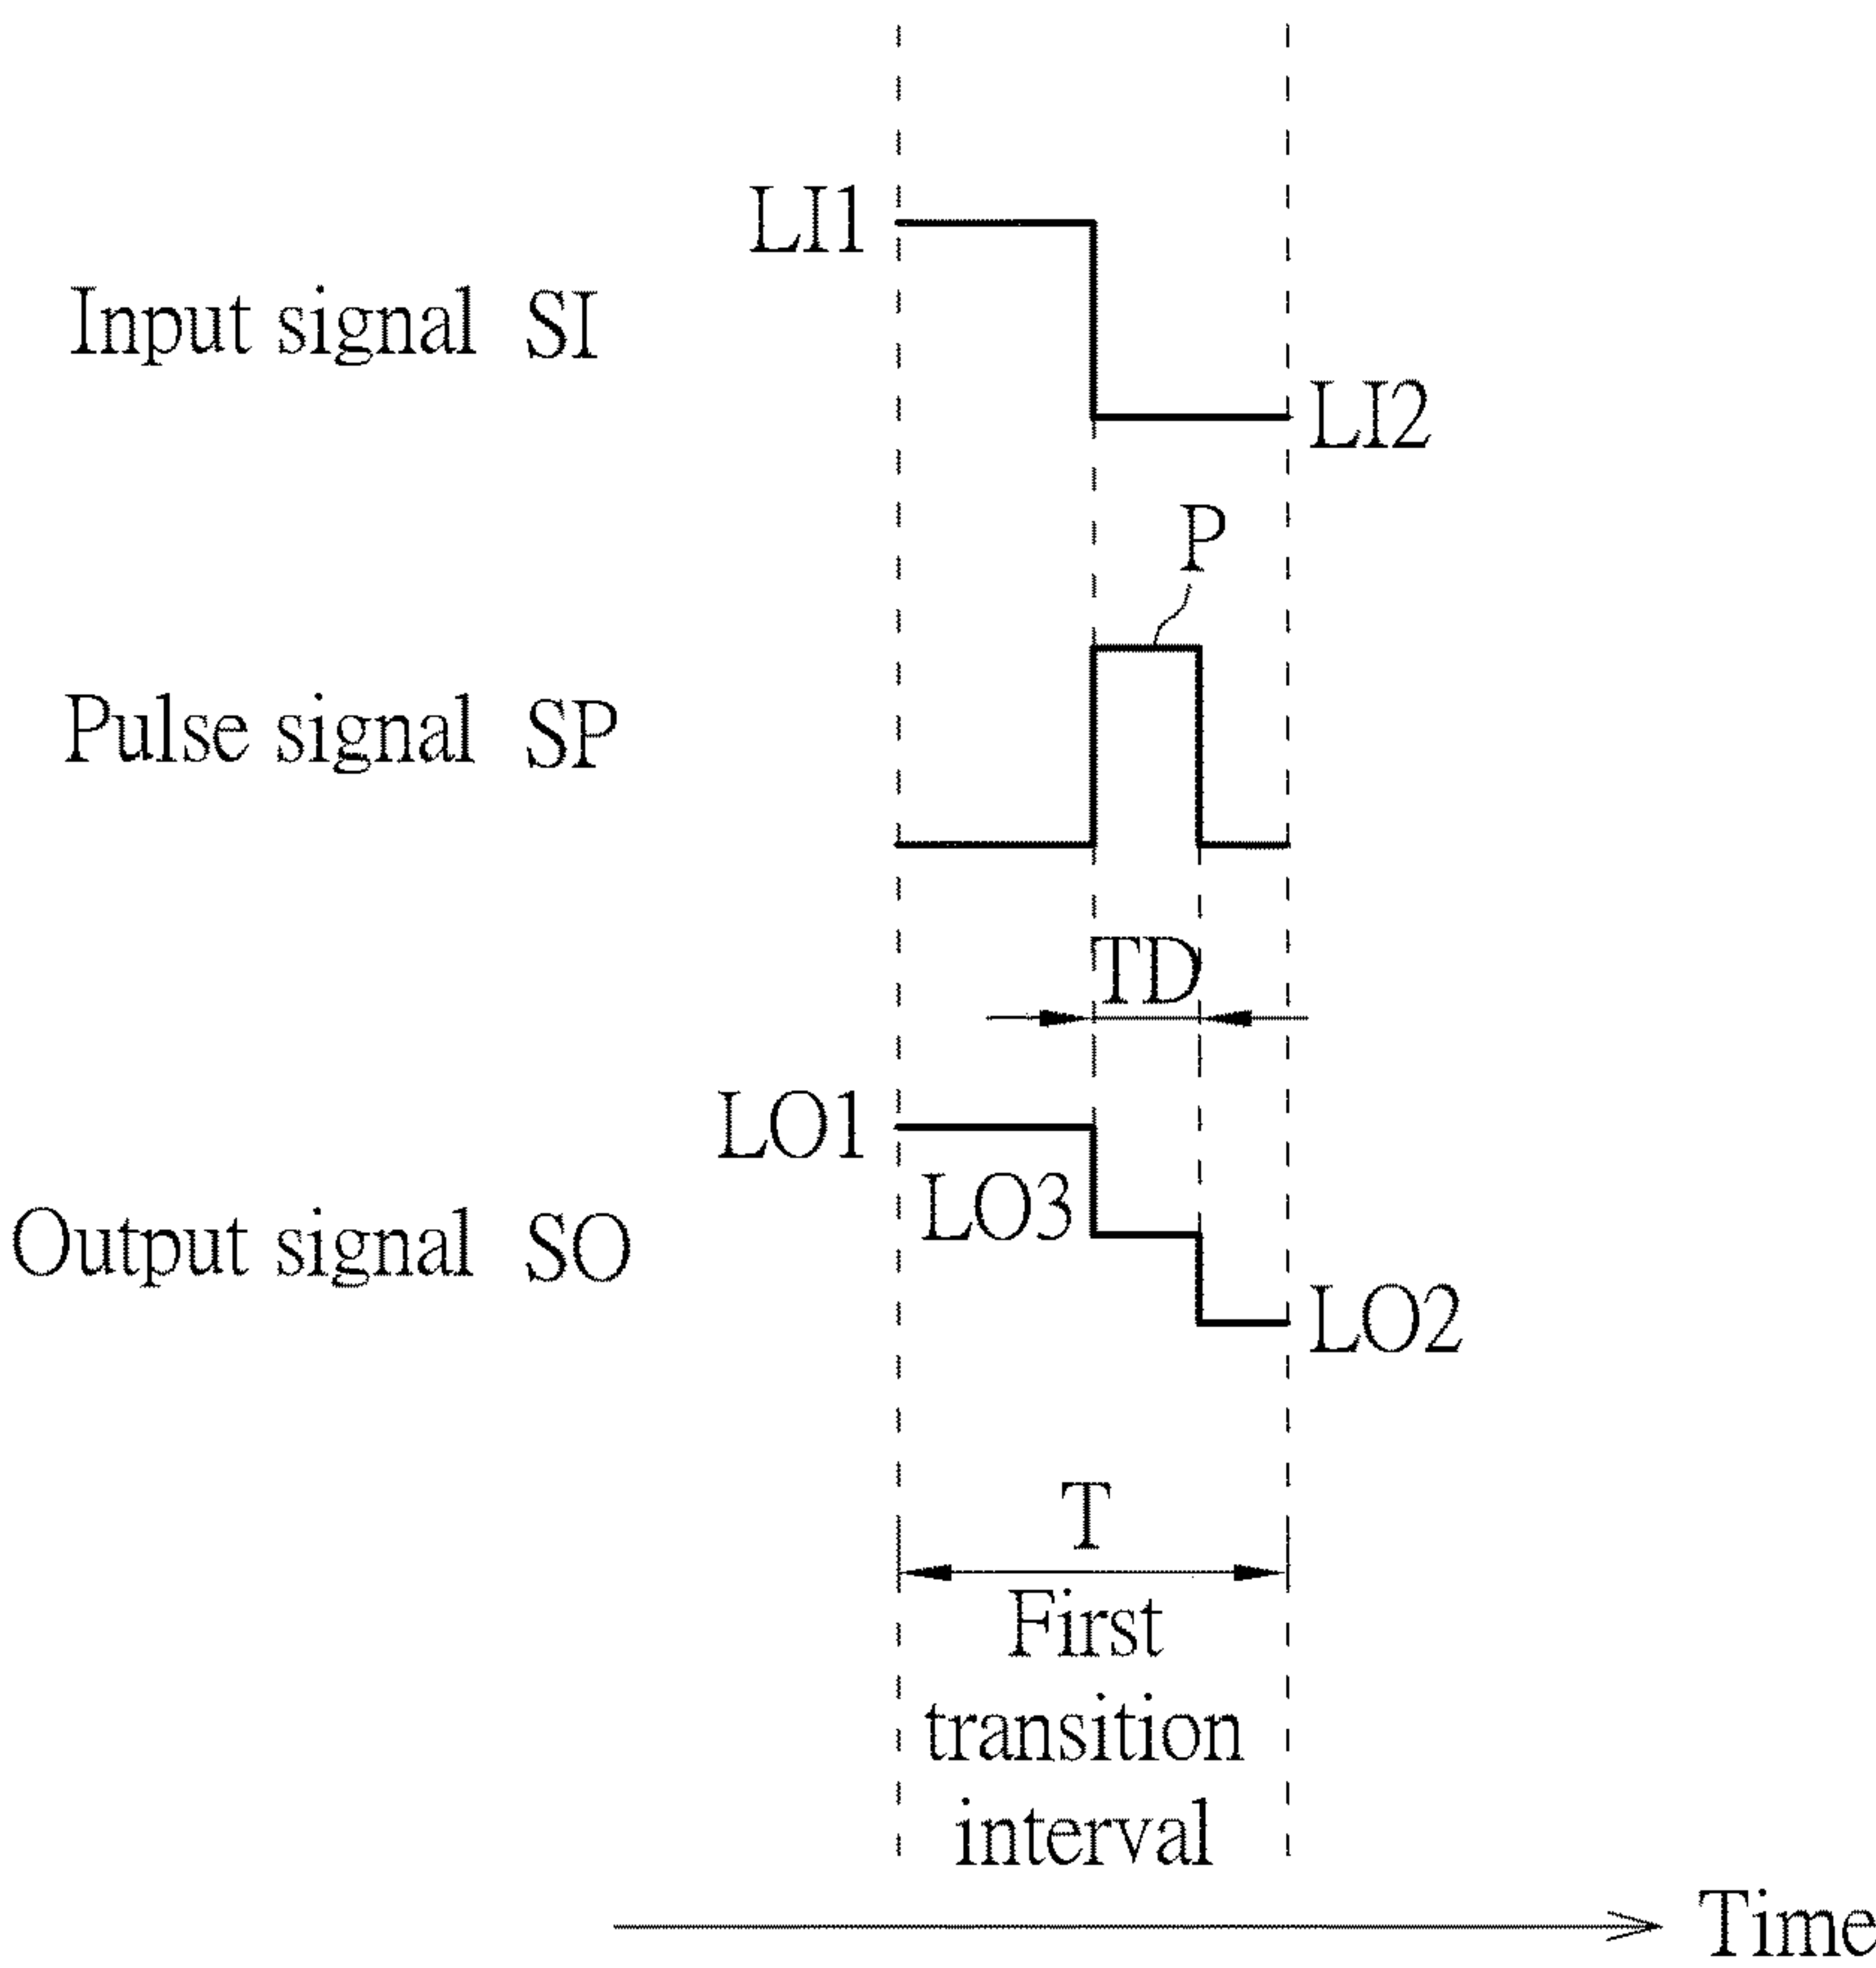 LI1
Input signal SI
LI2
P
Pulse signal SP
TD
LO1
LO3
Output signal SO
LO2
T
First
transition
interval
Time